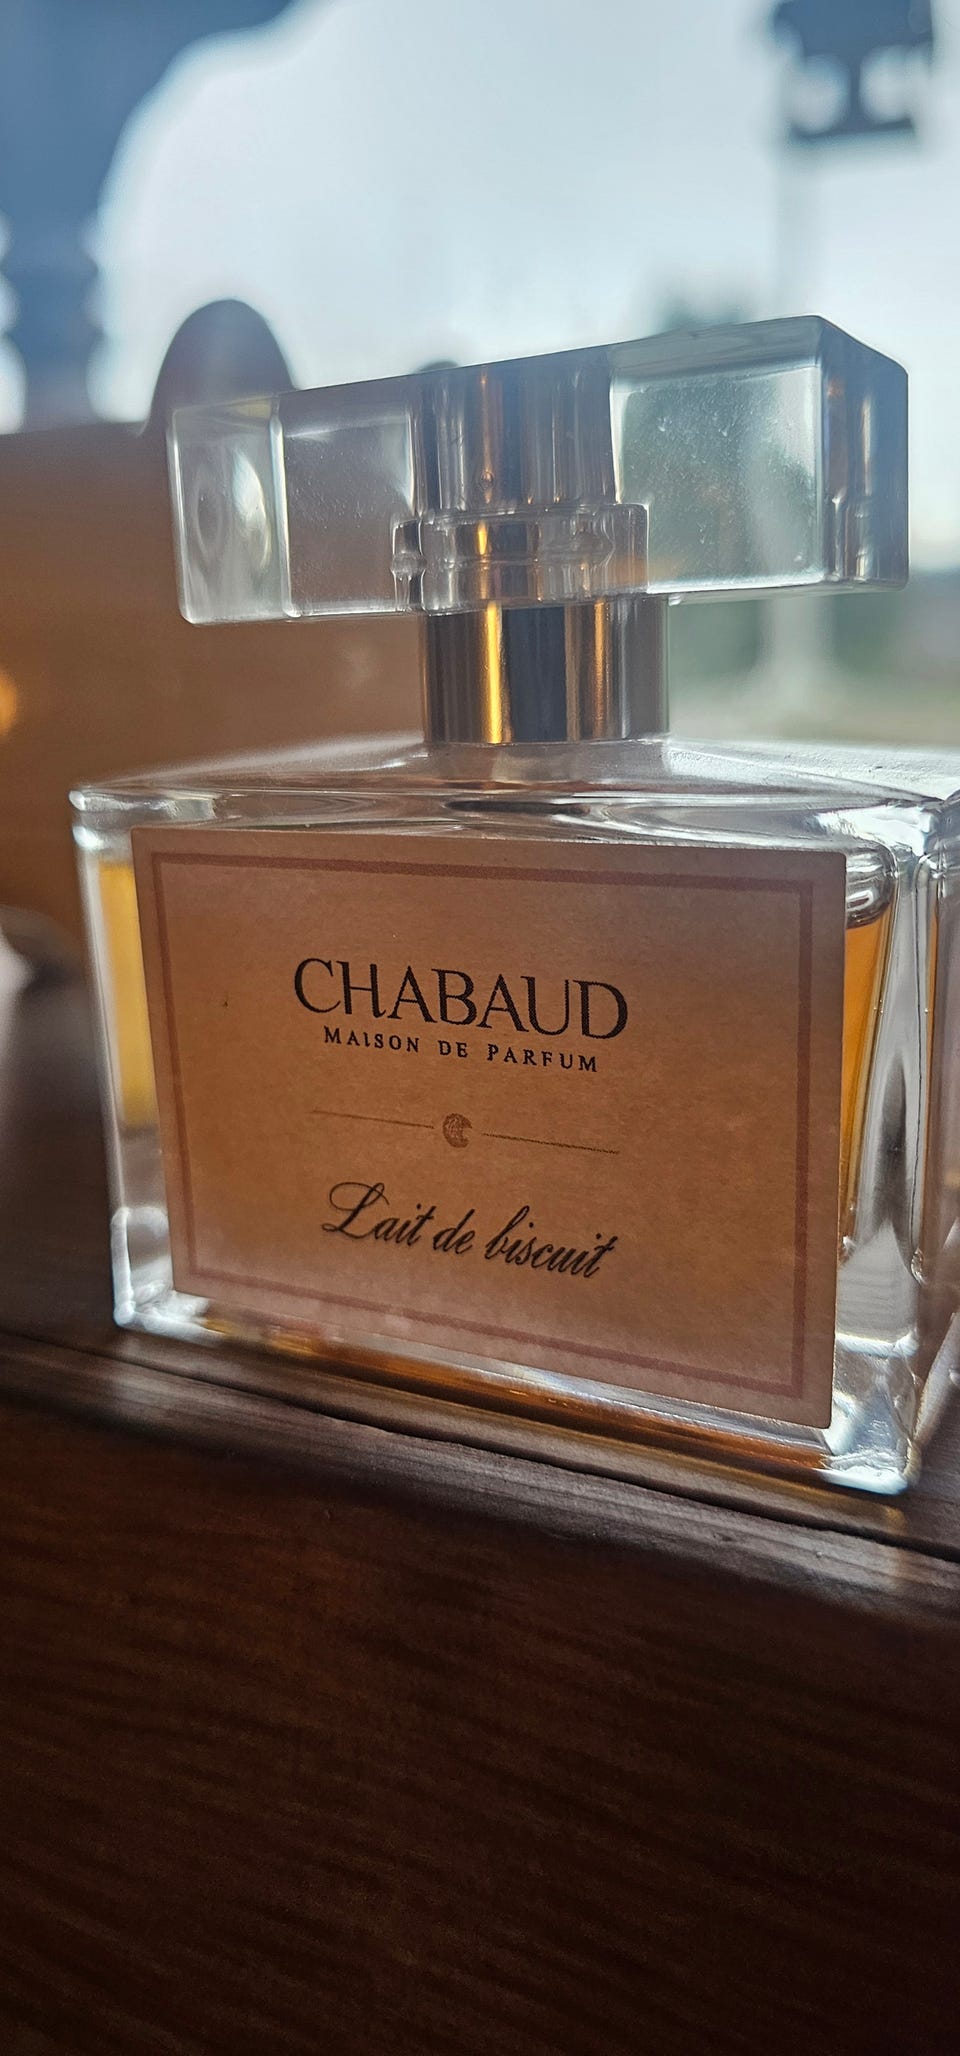 CHABAUD
MAISON DE PARFUM
Lait de biscuit